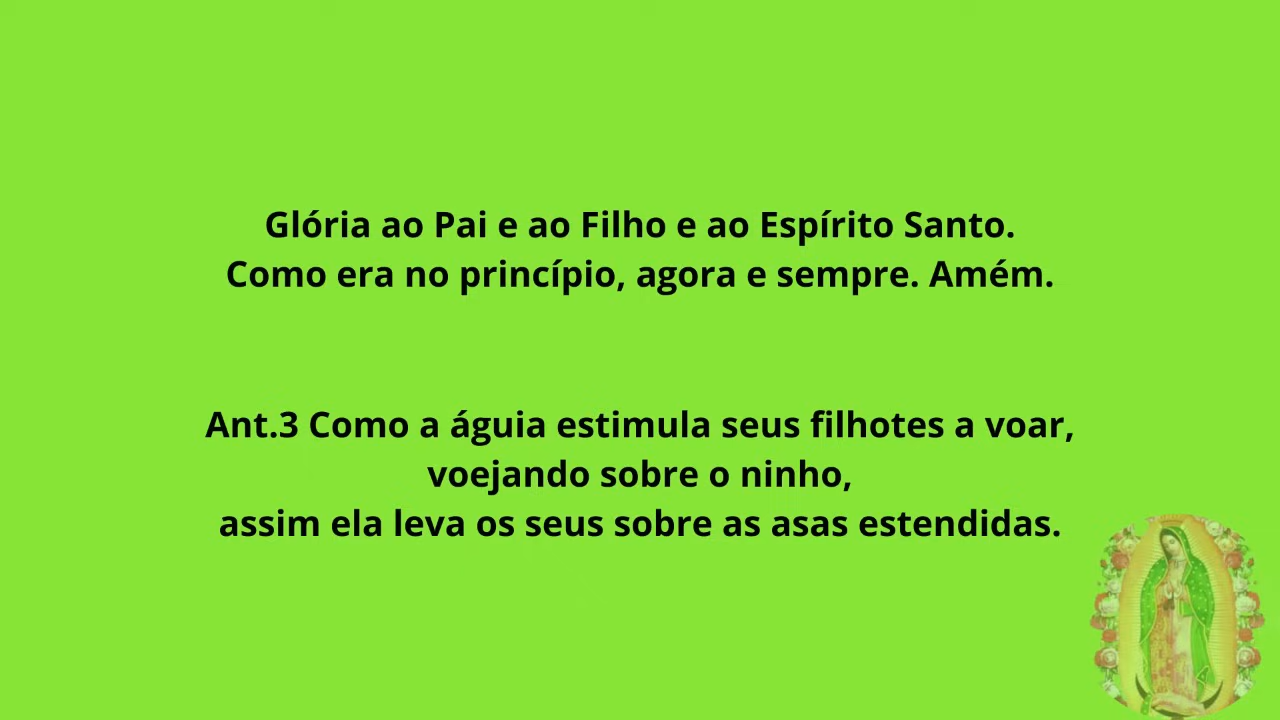 Glória ao Pai e ao Filho e ao Espírito Santo.
Como era no princípio, agora e sempre. Amém.
Ant.3 Como a águia estimula seus filhotes a voar,
voejando sobre o ninho,
assim ela leva os seus sobre as asas estendidas.